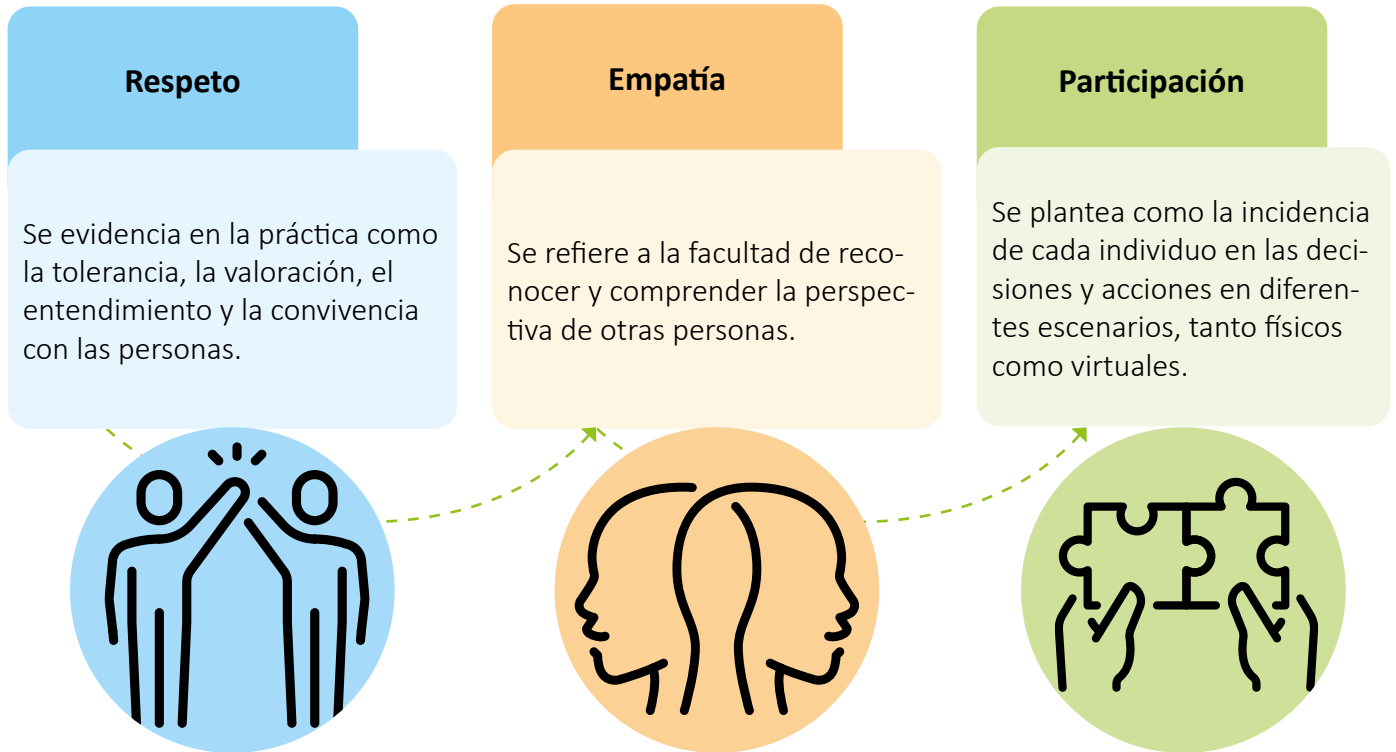 Respeto
Se evidencia en la práctica como
la tolerancia, la valoración, el
entendimiento y la convivencia
con las personas.
Empatía
Se refiere a la facultad de reco-
nocer y comprender la perspec-
tiva de otras personas.
Participación
Se plantea como la incidencia
de cada individuo en las deci-
siones y acciones en diferen-
tes escenarios, tanto físicos
como virtuales.